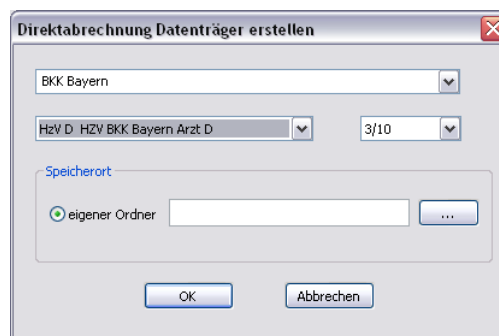 Direktabrechnung Datenträger erstellen
BKK Bayern
HzV D HZV BKK Bayern Arzt D 3/10
Speicherort
eigener Ordner ...
OK Abbrechen